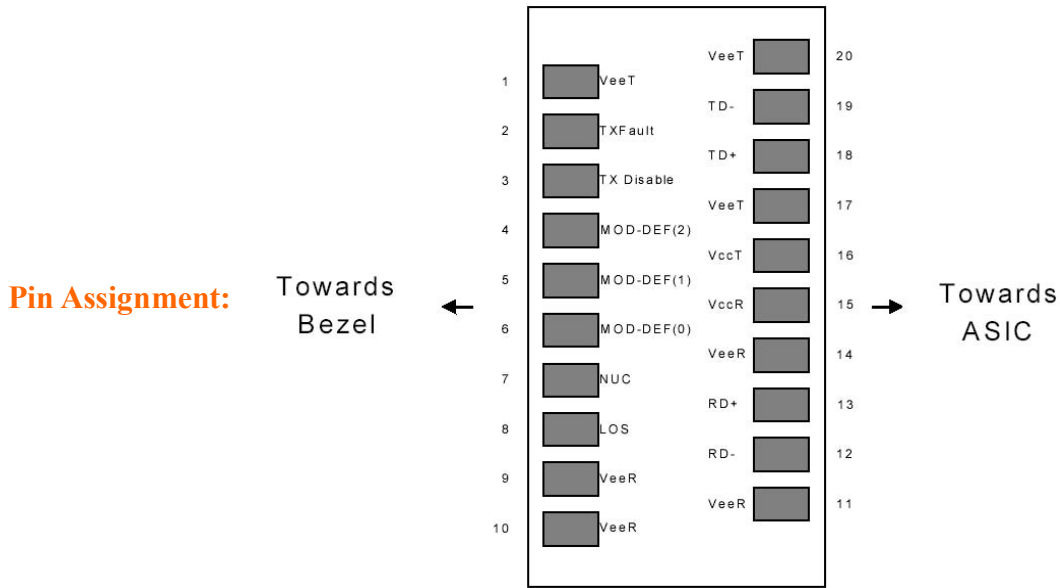 Pin Assignment:
Towards
Bezel
1 VeeT
2 TXFault
3 TX Disable
4 MOD-DEF(2)
5 MOD-DEF(1)
6 MOD-DEF(0)
7 NUC
8 LOS
9 VeeR
10 VeeR
VeeT 20
TD- 19
TD+ 18
VeeT 17
VccT 16
VccR 15
VeeR 14
RD+ 13
RD- 12
VeeR 11
Towards
ASIC